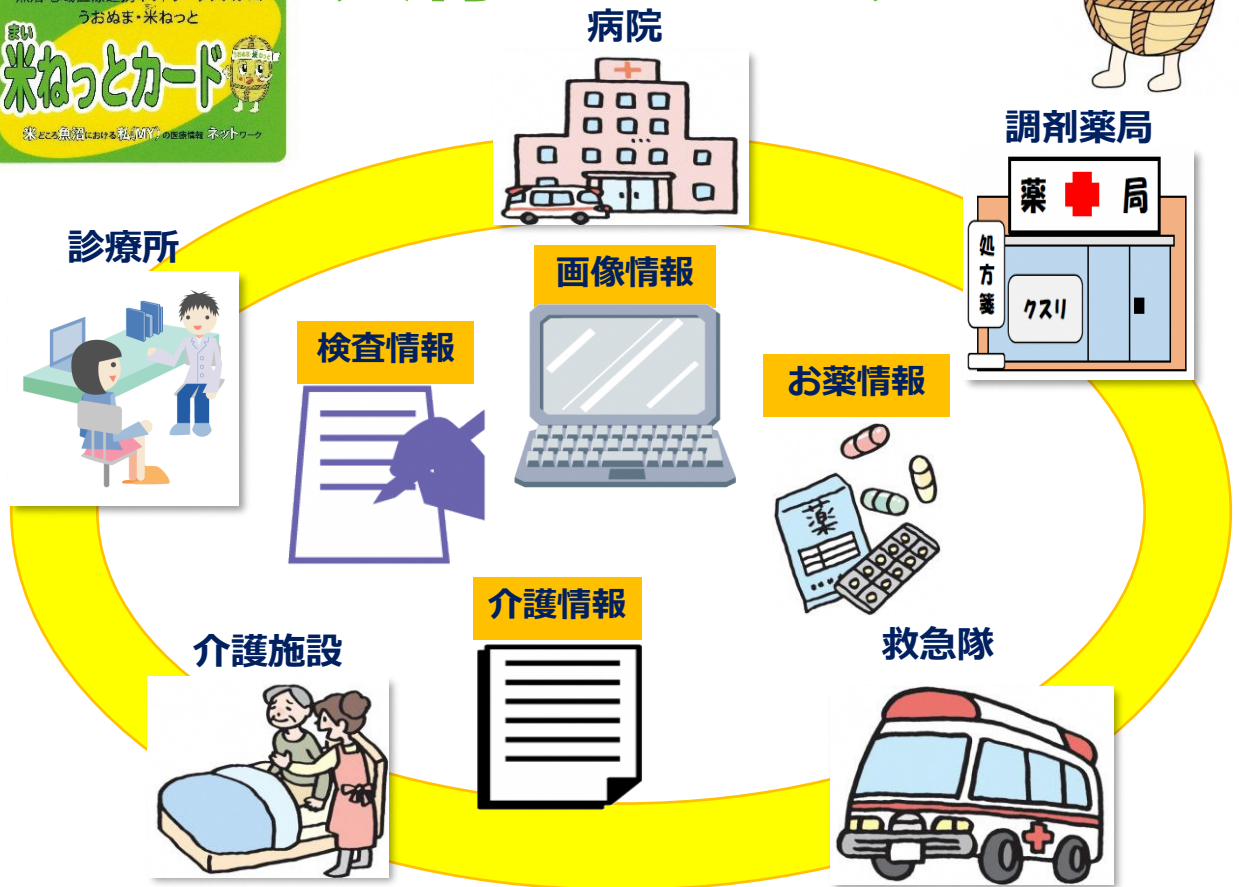 うおぬま・米ねっと
まい
米ねっとカード
米どころ魚沼における私(MY)の医療情報ネットワーク
病院
調剤薬局
薬 局
処方箋
クスリ
診療所
画像情報
検査情報
お薬情報
薬
介護情報
介護施設
救急隊